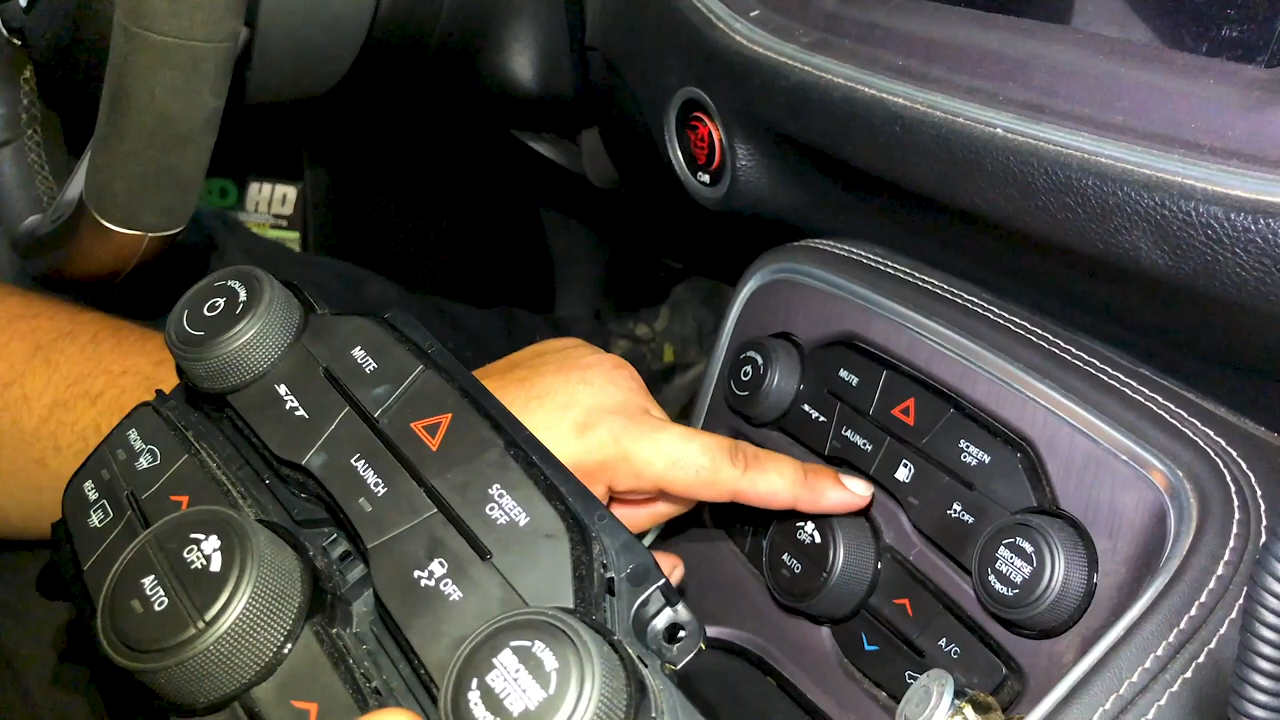 HD
VOLUME
MUTE
SRT
LAUNCH
SCREEN
OFF
OFF
FRONT
REAR
OFF
AUTO
TUNE
BROWSE
ENTER
MUTE
SRT
LAUNCH
SCREEN
OFF
OFF
OFF
AUTO
TUNE
BROWSE
ENTER
SCROLL
A/C